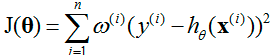 J(θ) = ∑_{i=1}^{n} ω^{(i)}(y^{(i)} − h_θ(x^{(i)}))²